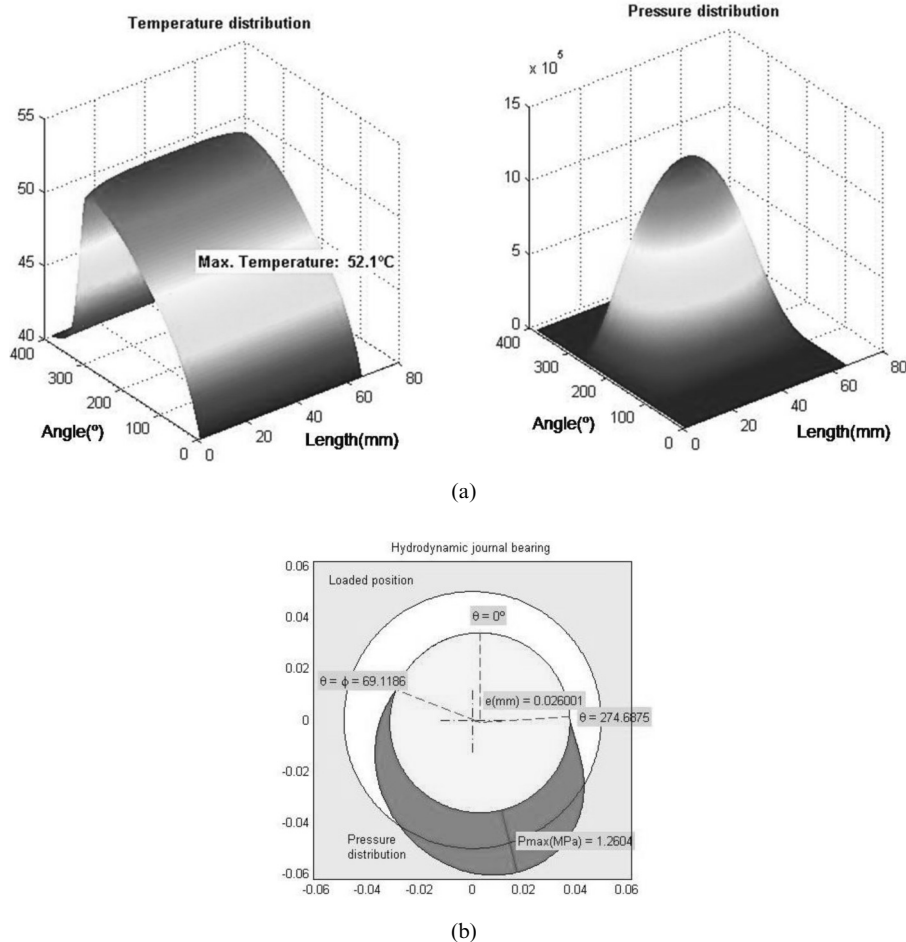 Temperature distribution
55
50
45
40
400
300
200
100
0
0
20
40
60
80
Angle(º)
Length(mm)
Max. Temperature: 52.1ºC
Pressure distribution
x 10⁵
15
10
5
0
400
300
200
100
0
0
20
40
60
80
Angle(º)
Length(mm)
(a)
Hydrodynamic journal bearing
0.06
0.04
0.02
0
-0.02
-0.04
-0.06
Loaded position
θ = 0º
θ = ϕ = 69.1186
e(mm) = 0.026001
θ = 274.6875
Pressure
distribution
Pmax(MPa) = 1.2604
-0.06
-0.04
-0.02
0
0.02
0.04
0.06
(b)